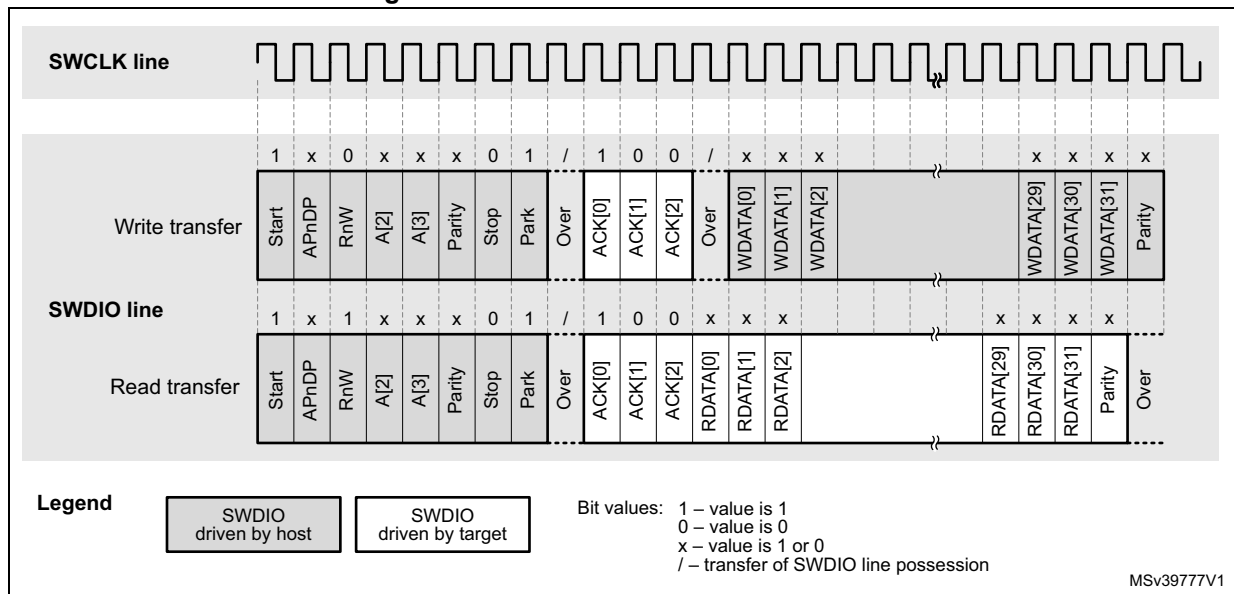 SWCLK line
1 x 0 x x x 0 1 / 1 0 0 / x x x x x x x
Write transfer
Start APnDP RnW A[2] A[3] Parity Stop Park Over ACK[0] ACK[1] ACK[2] Over WDATA[0] WDATA[1] WDATA[2] WDATA[29] WDATA[30] WDATA[31] Parity
SWDIO line
1 x 1 x x x 0 1 / 1 0 0 x x x x x x x
Read transfer
Start APnDP RnW A[2] A[3] Parity Stop Park Over ACK[0] ACK[1] ACK[2] RDATA[0] RDATA[1] RDATA[2] RDATA[29] RDATA[30] RDATA[31] Parity Over
Legend
SWDIO
driven by host
SWDIO
driven by target
Bit values: 1 – value is 1
0 – value is 0
x – value is 1 or 0
/ – transfer of SWDIO line possession
MSv39777V1